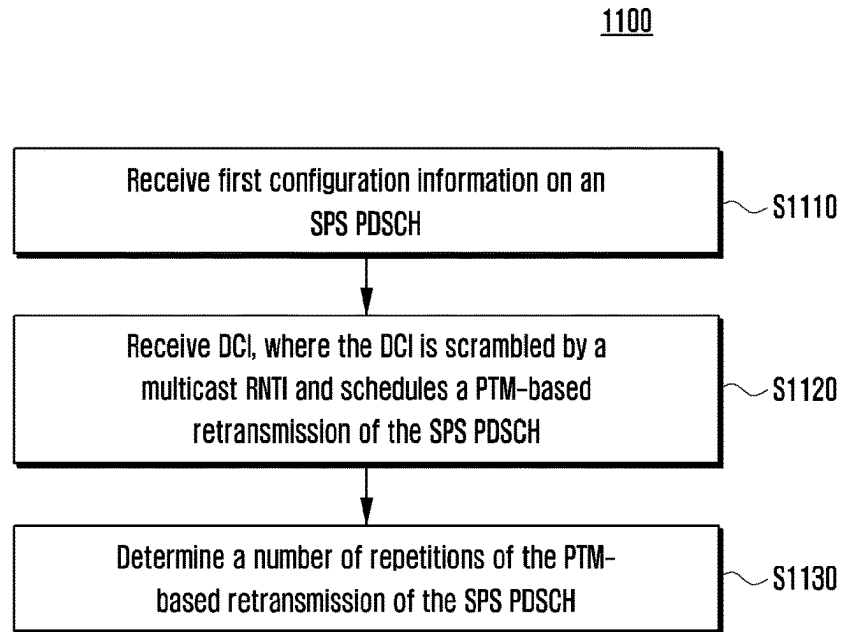 1100
Receive first configuration information on an
SPS PDSCH
S1110
Receive DCI, where the DCI is scrambled by a
multicast RNTI and schedules a PTM-based
retransmission of the SPS PDSCH
S1120
Determine a number of repetitions of the PTM-
based retransmission of the SPS PDSCH
S1130